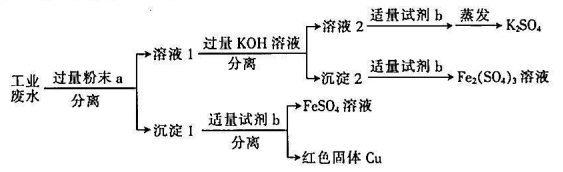 工业废水
过量粉末 a
分离
溶液 1
过量 KOH 溶液
分离
溶液 2
适量试剂 b
蒸发
K₂SO₄
沉淀 2
适量试剂 b
Fe₂(SO₄)₃ 溶液
沉淀 1
适量试剂 b
分离
FeSO₄ 溶液
红色固体 Cu